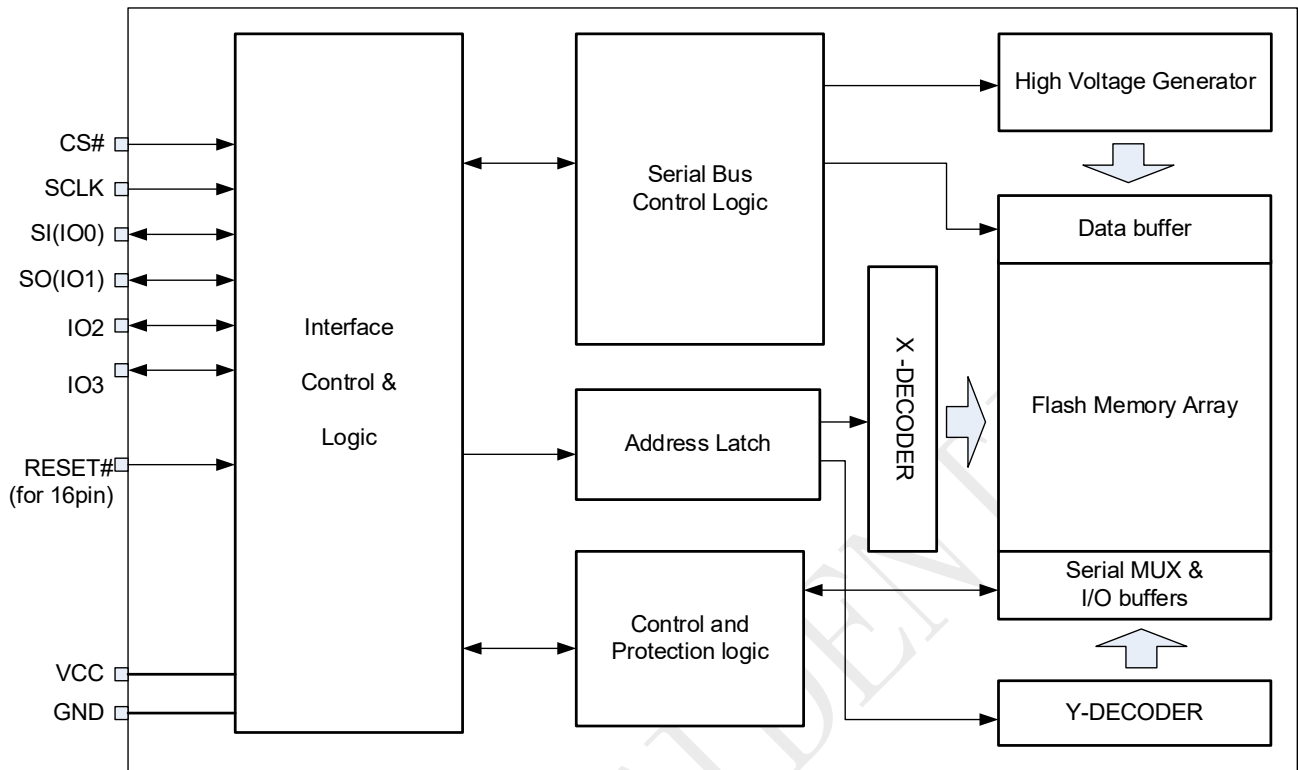 CS#
SCLK
SI(IO0)
SO(IO1)
IO2
IO3
RESET#
(for 16pin)
VCC
GND
Interface
Control &
Logic
Serial Bus
Control Logic
Address Latch
Control and
Protection logic
X -DECODER
High Voltage Generator
Data buffer
Flash Memory Array
Serial MUX &
I/O buffers
Y-DECODER